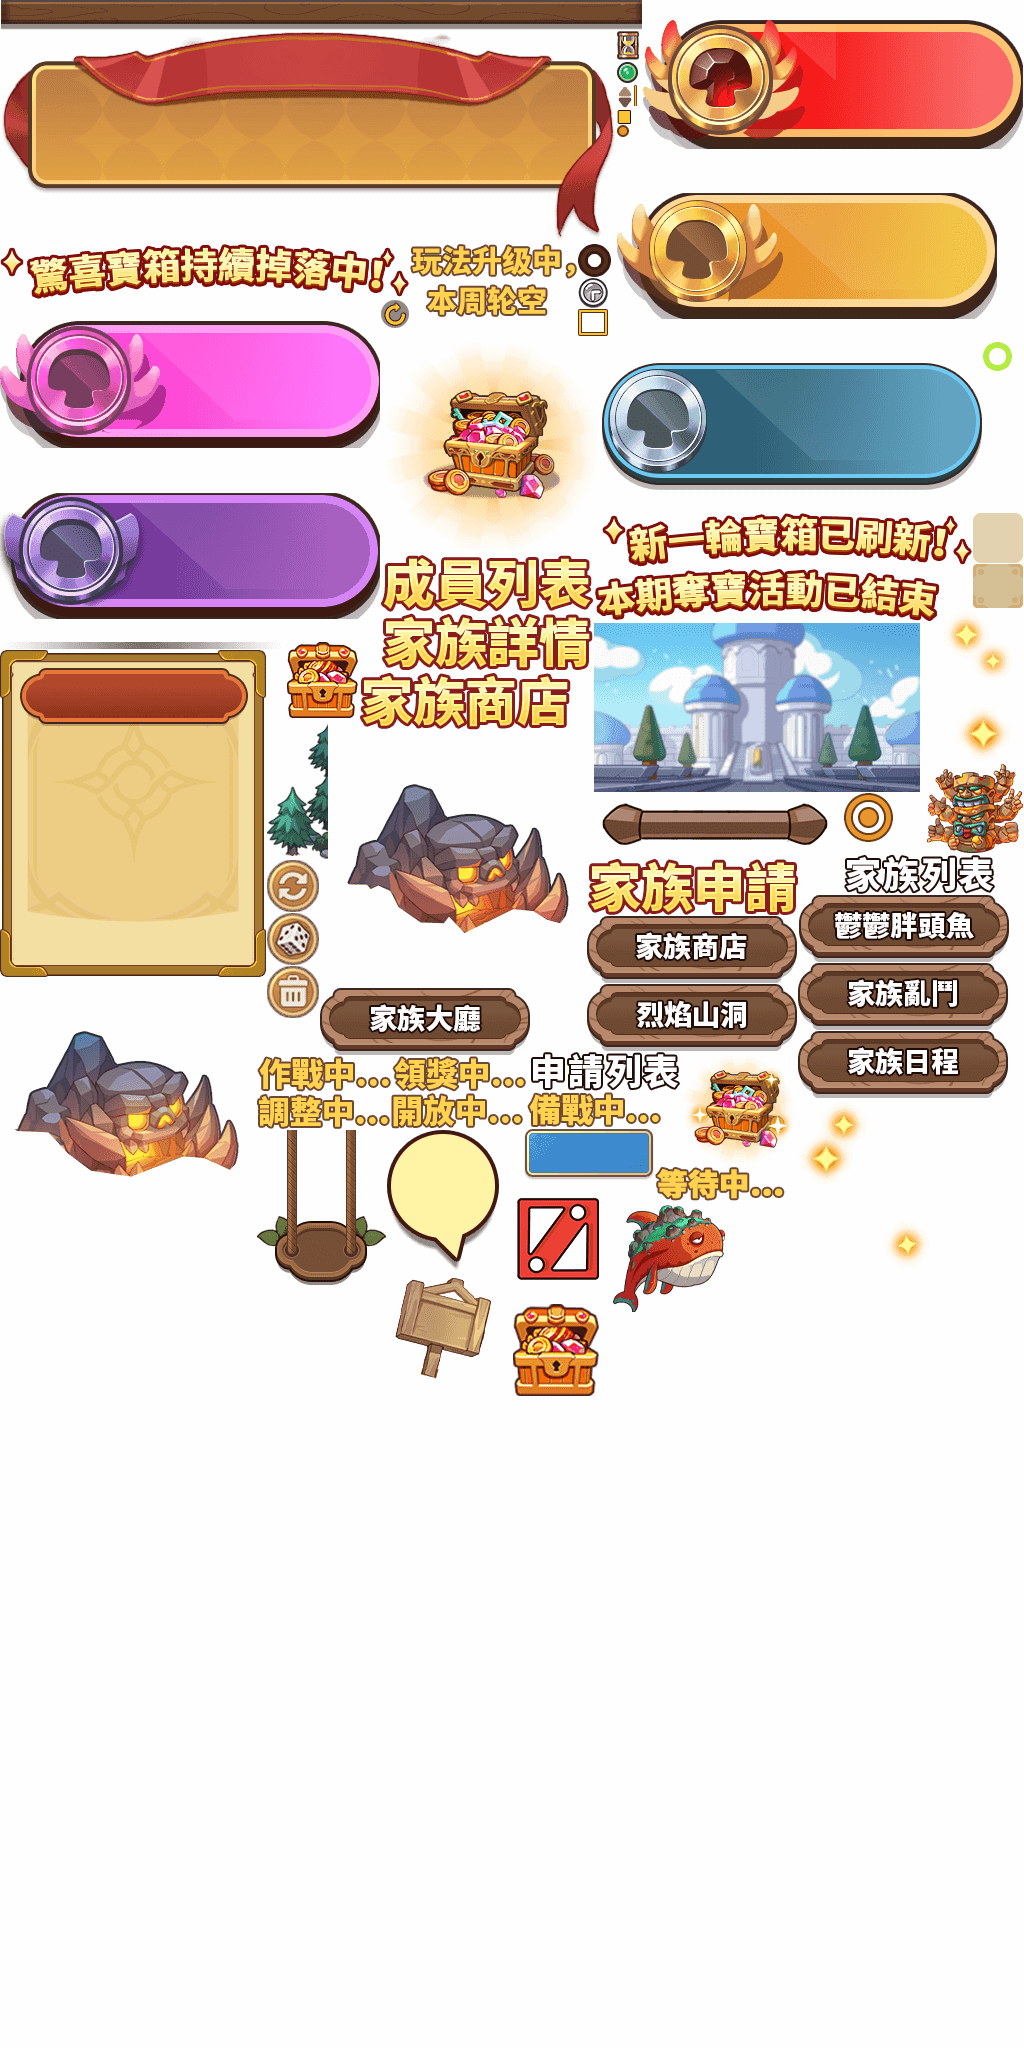 驚喜寶箱持續掉落中!
玩法升级中，
本周轮空
新一輪寶箱已刷新!
本期奪寶活動已結束
成員列表
家族詳情
家族商店
家族申請
家族列表
家族商店
鬱鬱胖頭魚
烈焰山洞
家族亂鬥
家族大廳
家族日程
作戰中...
領獎中...
申請列表
調整中...
開放中...
備戰中...
等待中...